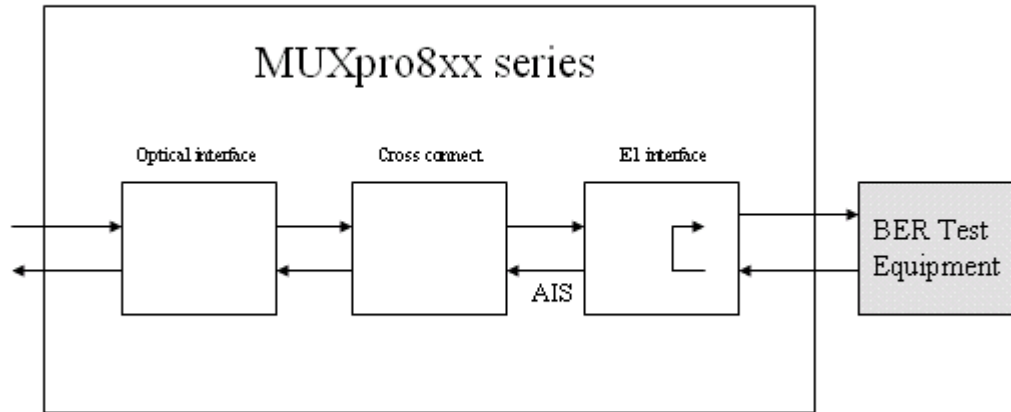 MUXpro8xx series
Optical interface
Cross connect
E1 interface
AIS
BER Test
Equipment